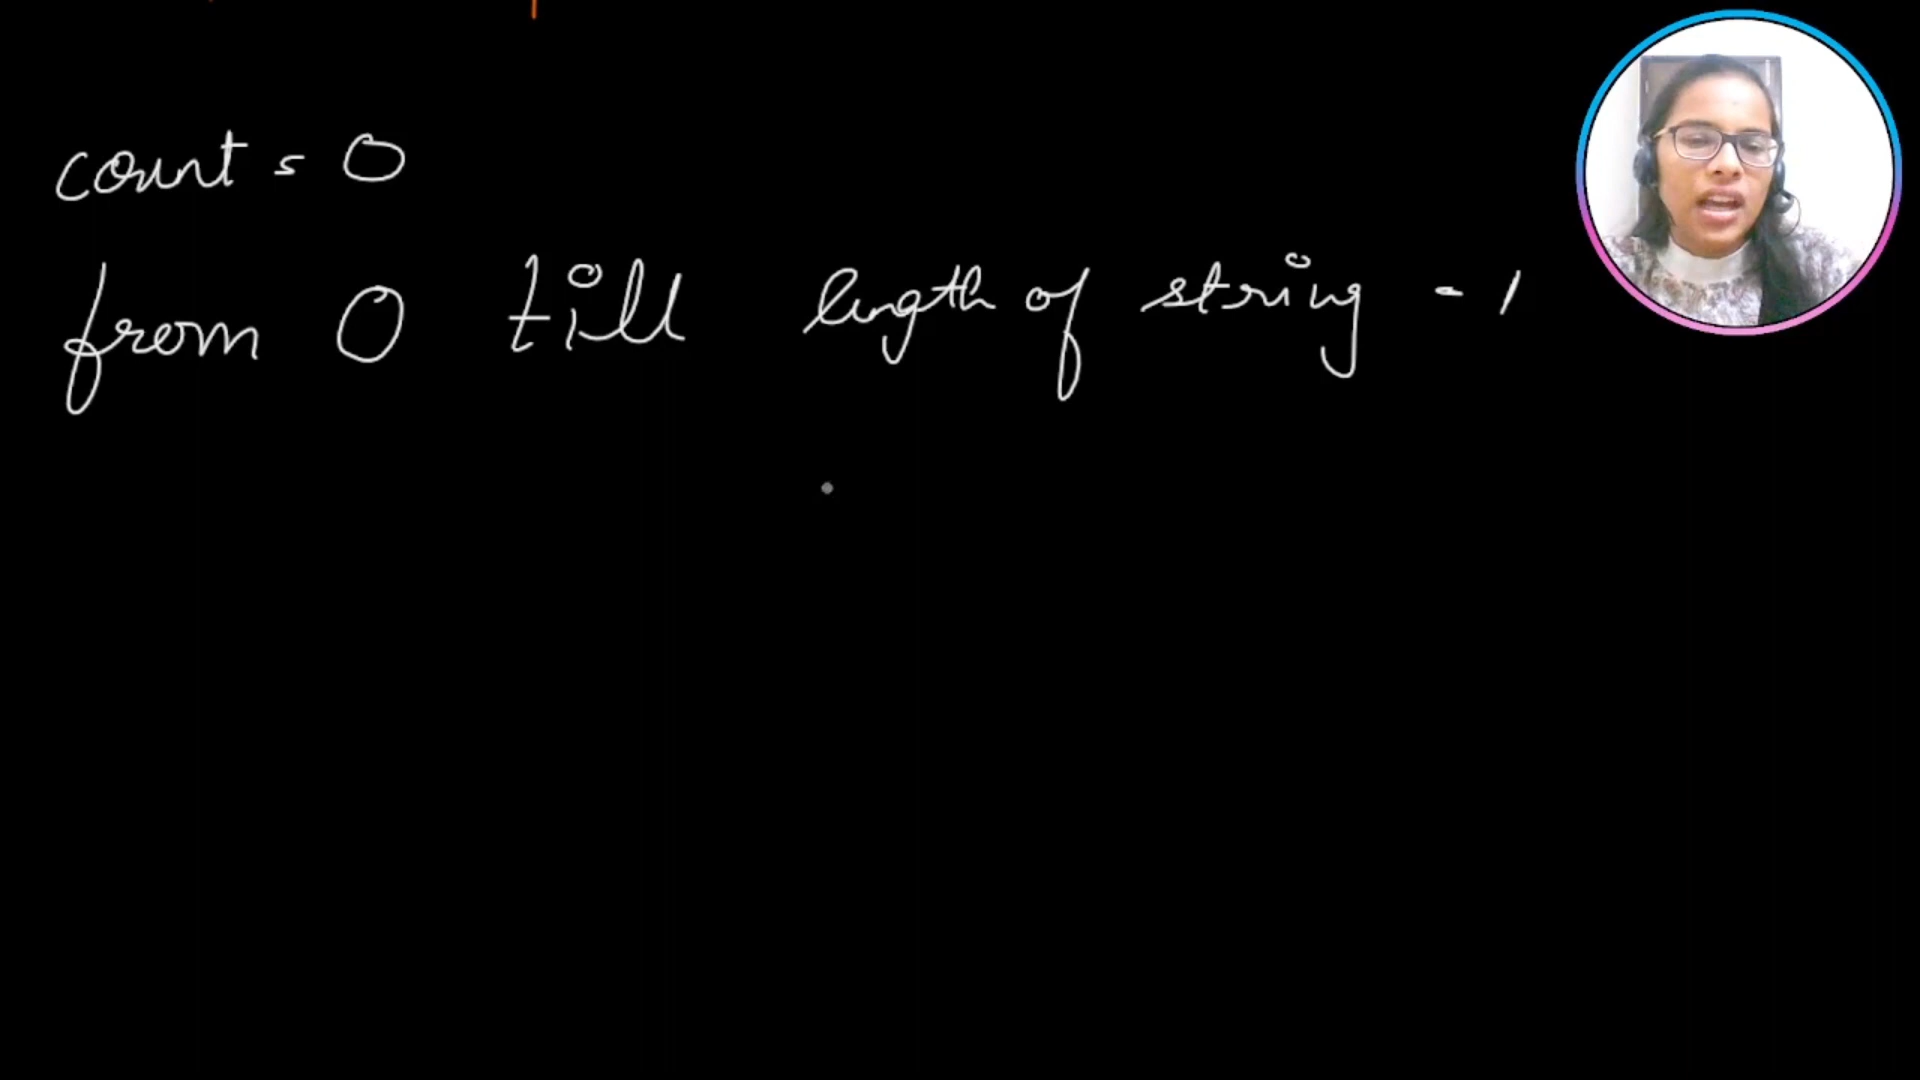 count = 0
from 0 till length of string - 1